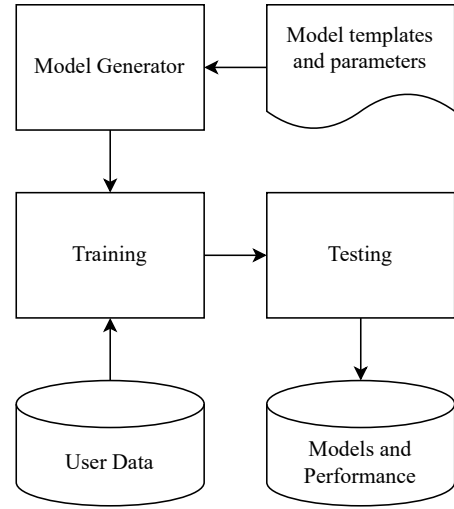 Model Generator
Model templates
and parameters
Training
Testing
User Data
Models and
Performance